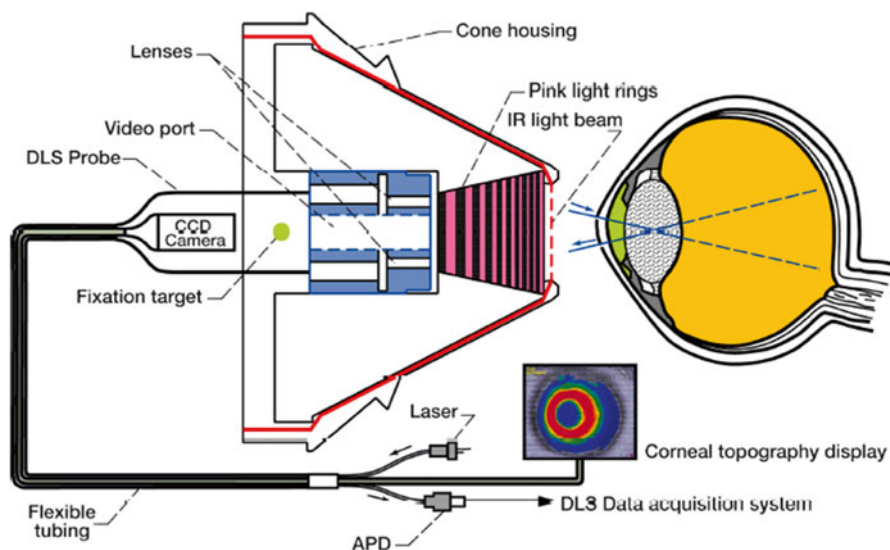 Cone housing
Lenses
Pink light rings
IR light beam
Video port
DLS Probe
CCD
Camera
Fixation target
Laser
Corneal topography display
Flexible
tubing
DLS Data acquisition system
APD